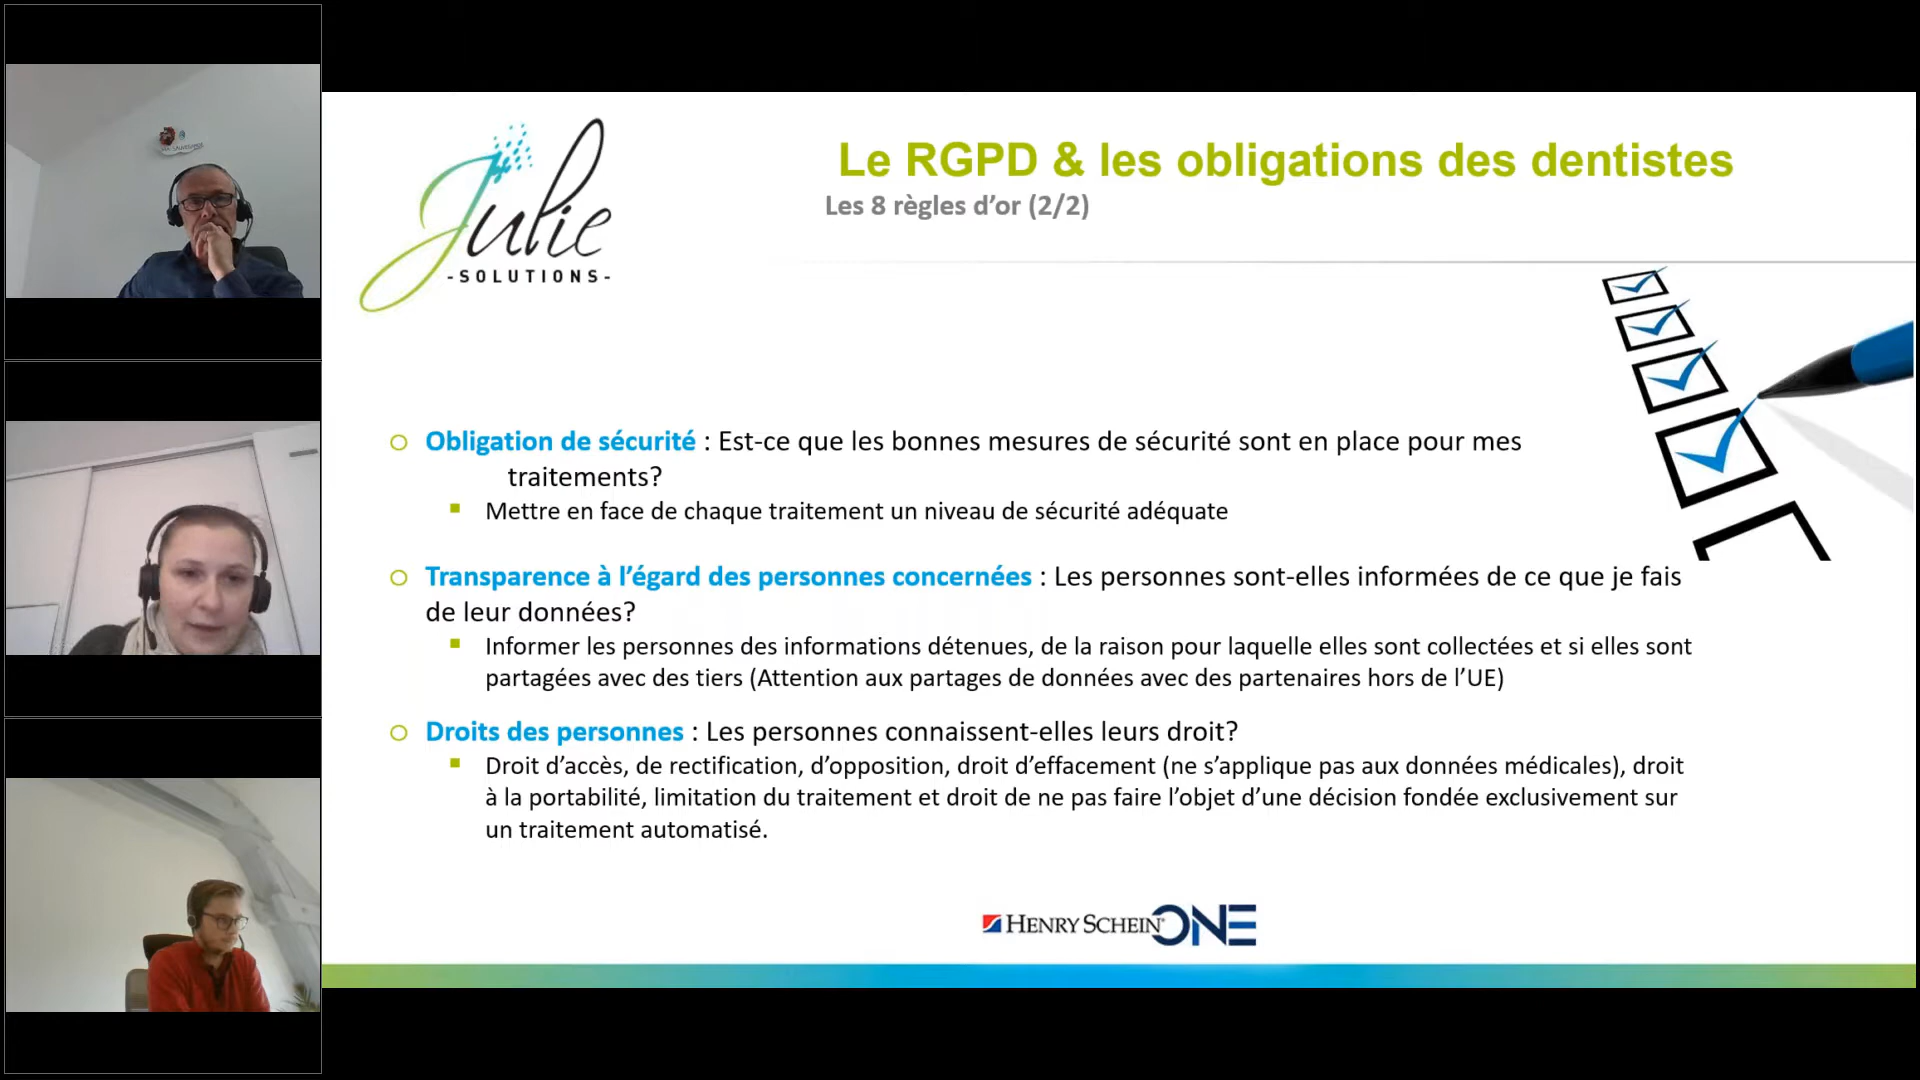 Julie
-SOLUTIONS-
Le RGPD & les obligations des dentistes
Les 8 règles d’or (2/2)
Obligation de sécurité : Est-ce que les bonnes mesures de sécurité sont en place pour mes
traitements?
Mettre en face de chaque traitement un niveau de sécurité adéquate
Transparence à l’égard des personnes concernées : Les personnes sont-elles informées de ce que je fais
de leur données?
Informer les personnes des informations détenues, de la raison pour laquelle elles sont collectées et si elles sont
partagées avec des tiers (Attention aux partages de données avec des partenaires hors de l’UE)
Droits des personnes : Les personnes connaissent-elles leurs droit?
Droit d’accès, de rectification, d’opposition, droit d’effacement (ne s’applique pas aux données médicales), droit
à la portabilité, limitation du traitement et droit de ne pas faire l’objet d’une décision fondée exclusivement sur
un traitement automatisé.
HENRY SCHEIN® ONE